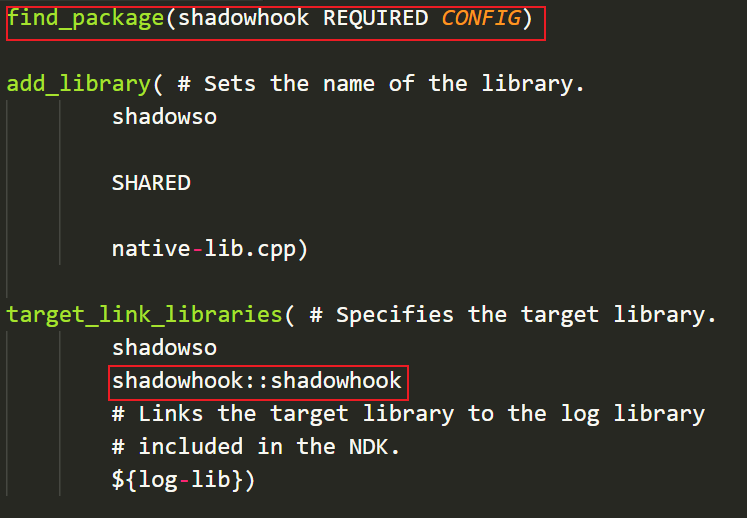 find_package(shadowhook REQUIRED CONFIG)
add_library( # Sets the name of the library.
shadowso
SHARED
native-lib.cpp)
target_link_libraries( # Specifies the target library.
shadowso
shadowhook::shadowhook
# Links the target library to the log library
# included in the NDK.
${log-lib})